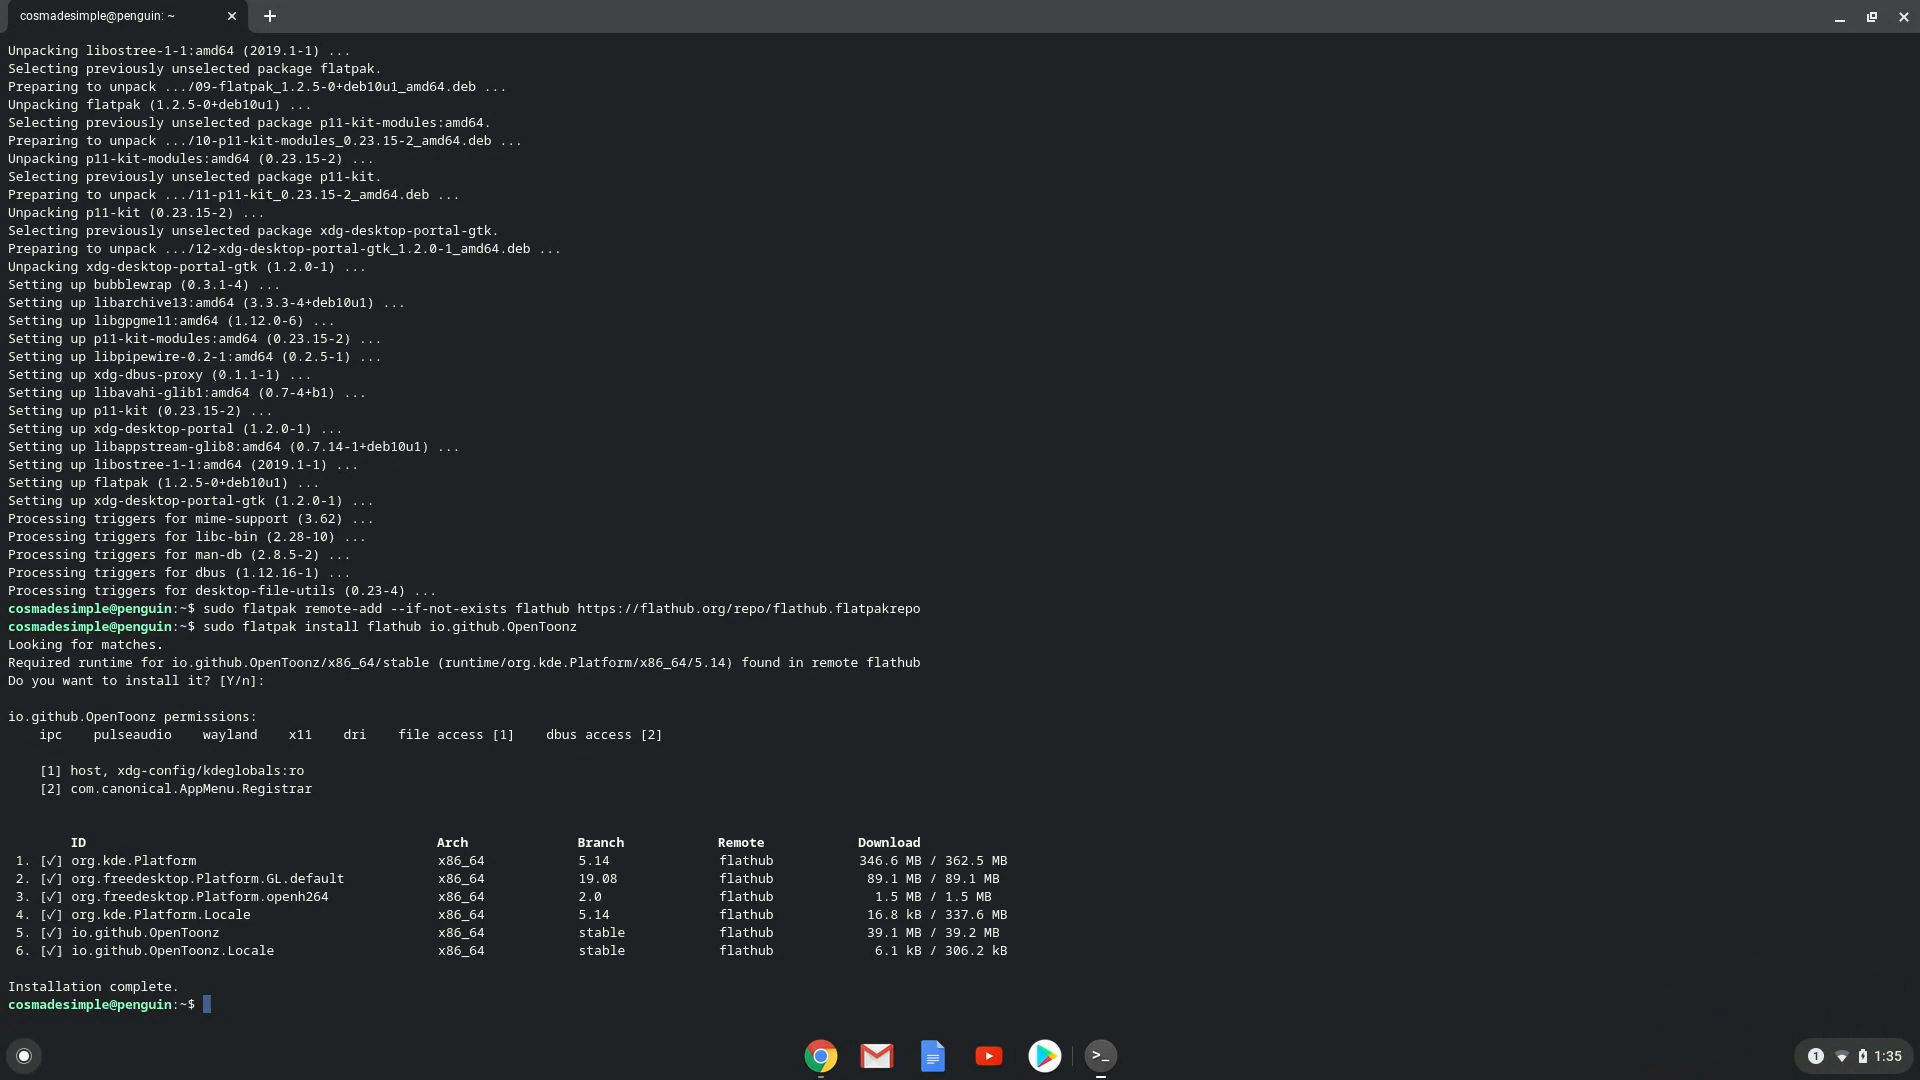 cosmadesimple@penguin: ~
Unpacking libostree-1-1:amd64 (2019.1-1) ...
Selecting previously unselected package flatpak.
Preparing to unpack .../09-flatpak_1.2.5-0+deb10u1_amd64.deb ...
Unpacking flatpak (1.2.5-0+deb10u1) ...
Selecting previously unselected package p11-kit-modules:amd64.
Preparing to unpack .../10-p11-kit-modules_0.23.15-2_amd64.deb ...
Unpacking p11-kit-modules:amd64 (0.23.15-2) ...
Selecting previously unselected package p11-kit.
Preparing to unpack .../11-p11-kit_0.23.15-2_amd64.deb ...
Unpacking p11-kit (0.23.15-2) ...
Selecting previously unselected package xdg-desktop-portal-gtk.
Preparing to unpack .../12-xdg-desktop-portal-gtk_1.2.0-1_amd64.deb ...
Unpacking xdg-desktop-portal-gtk (1.2.0-1) ...
Setting up bubblewrap (0.3.1-4) ...
Setting up libarchive13:amd64 (3.3.3-4+deb10u1) ...
Setting up libgpgme11:amd64 (1.12.0-6) ...
Setting up p11-kit-modules:amd64 (0.23.15-2) ...
Setting up libpipewire-0.2-1:amd64 (0.2.5-1) ...
Setting up xdg-dbus-proxy (0.1.1-1) ...
Setting up libavahi-glib1:amd64 (0.7-4+b1) ...
Setting up p11-kit (0.23.15-2) ...
Setting up xdg-desktop-portal (1.2.0-1) ...
Setting up libappstream-glib8:amd64 (0.7.14-1+deb10u1) ...
Setting up libostree-1-1:amd64 (2019.1-1) ...
Setting up flatpak (1.2.5-0+deb10u1) ...
Setting up xdg-desktop-portal-gtk (1.2.0-1) ...
Processing triggers for mime-support (3.62) ...
Processing triggers for libc-bin (2.28-10) ...
Processing triggers for man-db (2.8.5-2) ...
Processing triggers for dbus (1.12.16-1) ...
Processing triggers for desktop-file-utils (0.23-4) ...
cosmadesimple@penguin:~$ sudo flatpak remote-add --if-not-exists flathub https://flathub.org/repo/flathub.flatpakrepo
cosmadesimple@penguin:~$ sudo flatpak install flathub io.github.OpenToonz
Looking for matches.
Required runtime for io.github.OpenToonz/x86_64/stable (runtime/org.kde.Platform/x86_64/5.14) found in remote flathub
Do you want to install it? [Y/n]:
io.github.OpenToonz permissions:
ipc pulseaudio wayland x11 dri file access [1] dbus access [2]
[1] host, xdg-config/kdeglobals:ro
[2] com.canonical.AppMenu.Registrar
ID Arch Branch Remote Download
1. [✓] org.kde.Platform x86_64 5.14 flathub 346.6 MB / 362.5 MB
2. [✓] org.freedesktop.Platform.GL.default x86_64 19.08 flathub 89.1 MB / 89.1 MB
3. [✓] org.freedesktop.Platform.openh264 x86_64 2.0 flathub 1.5 MB / 1.5 MB
4. [✓] org.kde.Platform.Locale x86_64 5.14 flathub 16.8 kB / 337.6 MB
5. [✓] io.github.OpenToonz x86_64 stable flathub 39.1 MB / 39.2 MB
6. [✓] io.github.OpenToonz.Locale x86_64 stable flathub 6.1 kB / 306.2 kB
Installation complete.
cosmadesimple@penguin:~$
>_
1 1:35